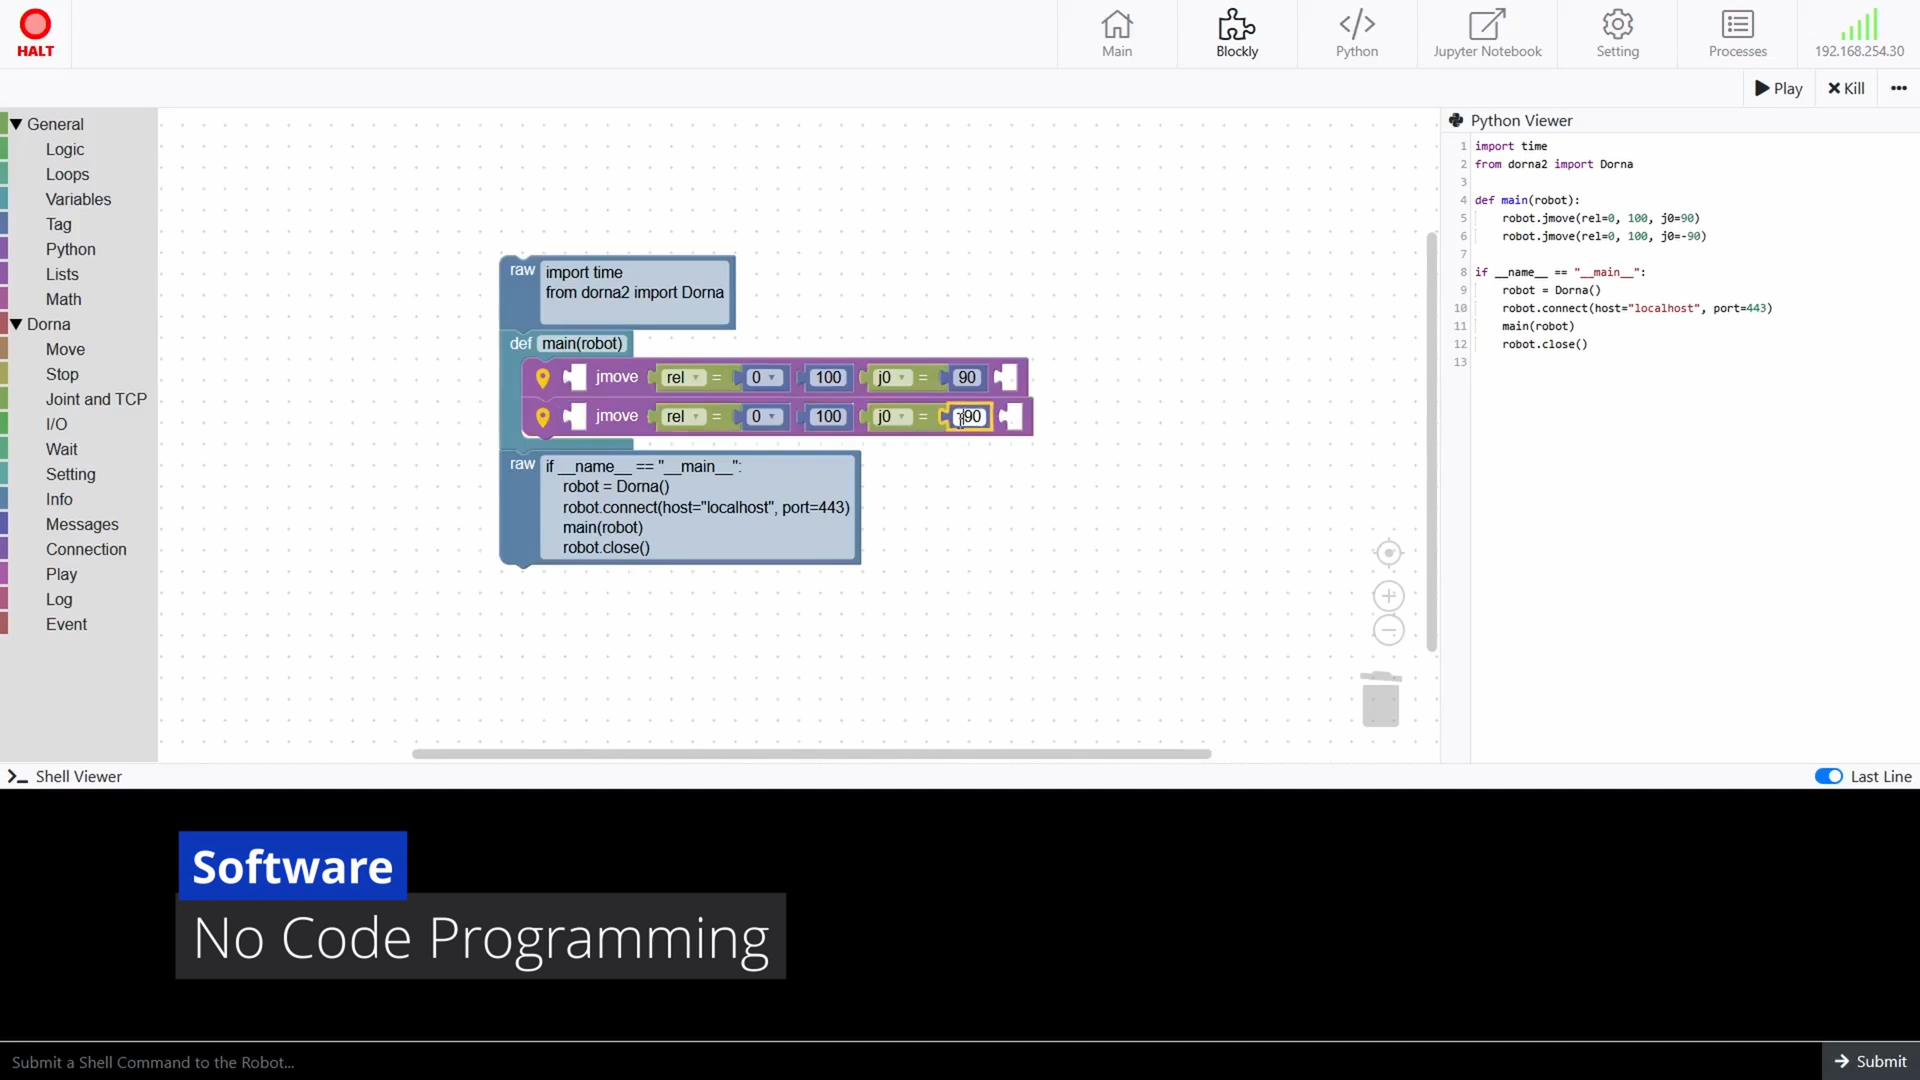 HALT
Main
Blockly
Python
Jupyter Notebook
Setting
Processes
192.168.254.30
Play
Kill
General
Logic
Loops
Variables
Tag
Python
Lists
Math
Dorna
Move
Stop
Joint and TCP
I/O
Wait
Setting
Info
Messages
Connection
Play
Log
Event
raw import time
from dorna2 import Dorna
def main(robot)
jmove rel = 0 100 j0 = 90
jmove rel = 0 100 j0 = -90
raw if __name__ == "__main__":
robot = Dorna()
robot.connect(host="localhost", port=443)
main(robot)
robot.close()
Python Viewer
1 import time
2 from dorna2 import Dorna
3
4 def main(robot):
5 robot.jmove(rel=0, 100, j0=90)
6 robot.jmove(rel=0, 100, j0=-90)
7
8 if __name__ == "__main__":
9 robot = Dorna()
10 robot.connect(host="localhost", port=443)
11 main(robot)
12 robot.close()
13
Shell Viewer
Last Line
Software
No Code Programming
Submit a Shell Command to the Robot...
Submit